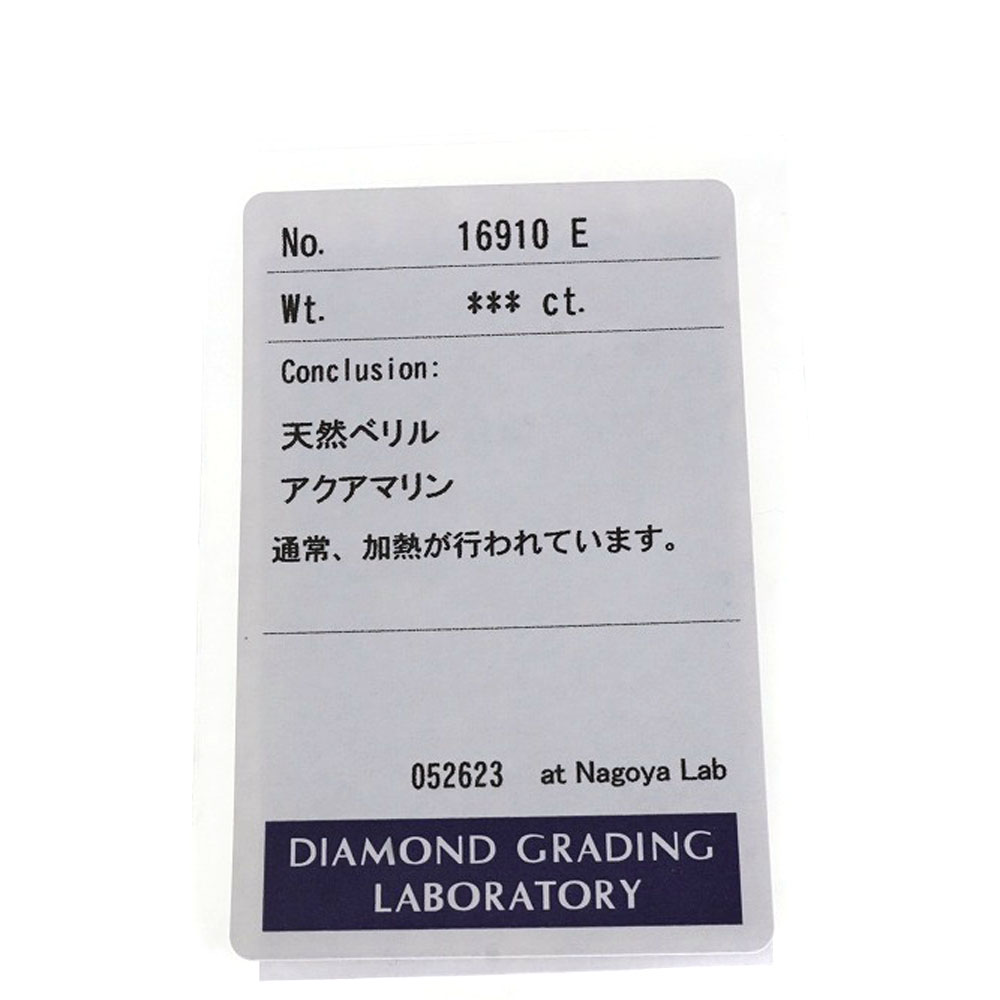 No. 16910 E
Wt. *** ct.
Conclusion:
天然ベリル
アクアマリン
通常、加熱が行われています。
052623 at Nagoya Lab
DIAMOND GRADING
LABORATORY